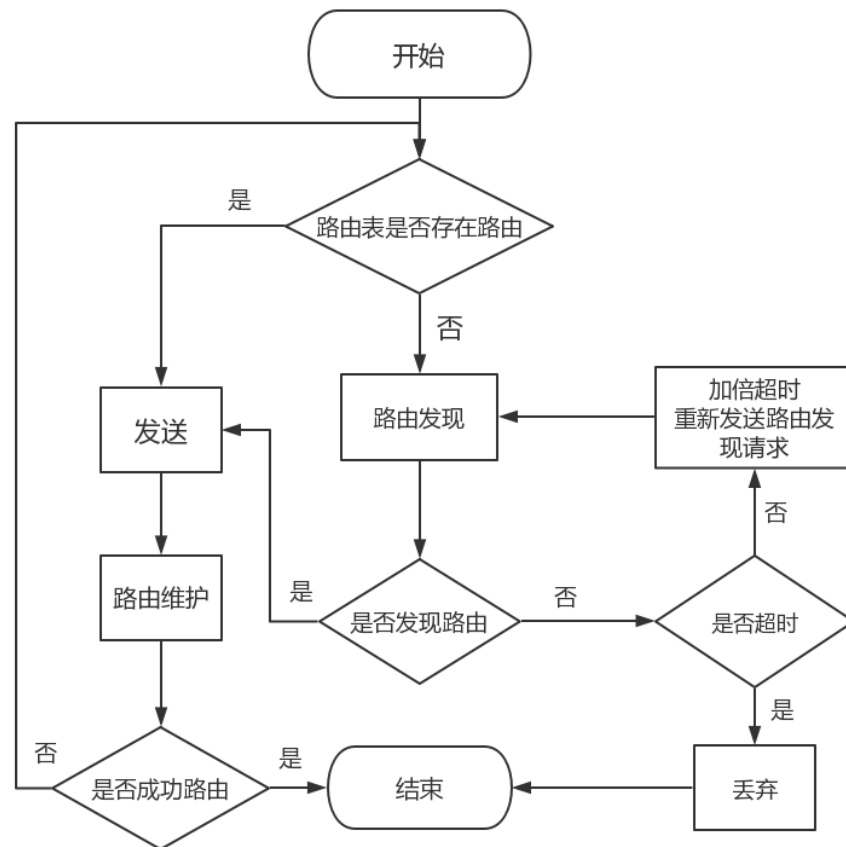 开始
是
路由表是否存在路由
否
发送
路由发现
加倍超时
重新发送路由发
现请求
否
路由维护
是
是否发现路由
否
是否超时
是
否
是否成功路由
是
结束
丢弃